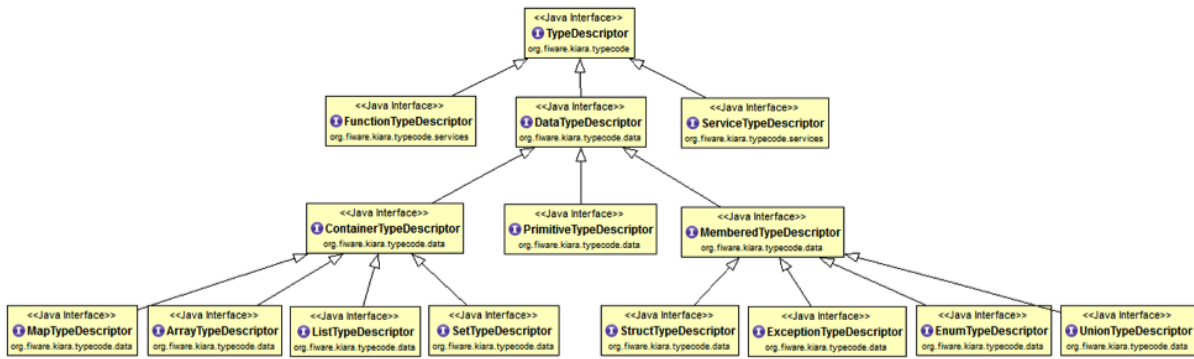 <<Java Interface>>
TypeDescriptor
org.fiware.kiara.typecode
<<Java Interface>>
FunctionTypeDescriptor
org.fiware.kiara.typecode.services
<<Java Interface>>
DataTypeDescriptor
org.fiware.kiara.typecode.data
<<Java Interface>>
ServiceTypeDescriptor
org.fiware.kiara.typecode.services
<<Java Interface>>
ContainerTypeDescriptor
org.fiware.kiara.typecode.data
<<Java Interface>>
PrimitiveTypeDescriptor
org.fiware.kiara.typecode.data
<<Java Interface>>
MemberedTypeDescriptor
org.fiware.kiara.typecode.data
<<Java Interface>>
MapTypeDescriptor
org.fiware.kiara.typecode.data
<<Java Interface>>
ArrayTypeDescriptor
org.fiware.kiara.typecode.data
<<Java Interface>>
ListTypeDescriptor
org.fiware.kiara.typecode.data
<<Java Interface>>
SetTypeDescriptor
org.fiware.kiara.typecode.data
<<Java Interface>>
StructTypeDescriptor
org.fiware.kiara.typecode.data
<<Java Interface>>
ExceptionTypeDescriptor
org.fiware.kiara.typecode.data
<<Java Interface>>
EnumTypeDescriptor
org.fiware.kiara.typecode.data
<<Java Interface>>
UnionTypeDescriptor
org.fiware.kiara.typecode.data